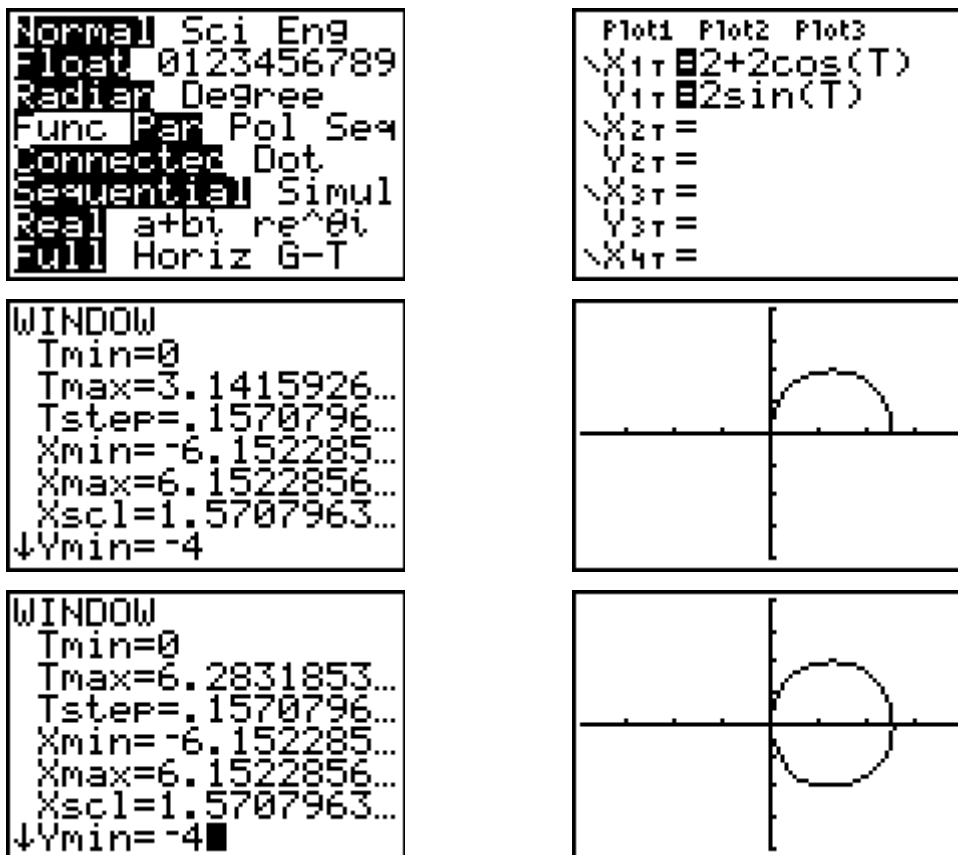 Normal Sci Eng
Float 0123456789
Radian Degree
Func Par Pol Seq
Connected Dot
Sequential Simul
Real a+bi re^θi
Full Horiz G-T
Plot1 Plot2 Plot3
\X1T=2+2cos(T)
Y1T=2sin(T)
\X2T=
Y2T=
\X3T=
Y3T=
\X4T=
WINDOW
Tmin=0
Tmax=3.1415926…
Tstep=.1570796…
Xmin=-6.152285…
Xmax=6.1522856…
Xscl=1.5707963…
↓Ymin=-4
WINDOW
Tmin=0
Tmax=6.2831853…
Tstep=.1570796…
Xmin=-6.152285…
Xmax=6.1522856…
Xscl=1.5707963…
↓Ymin=-4